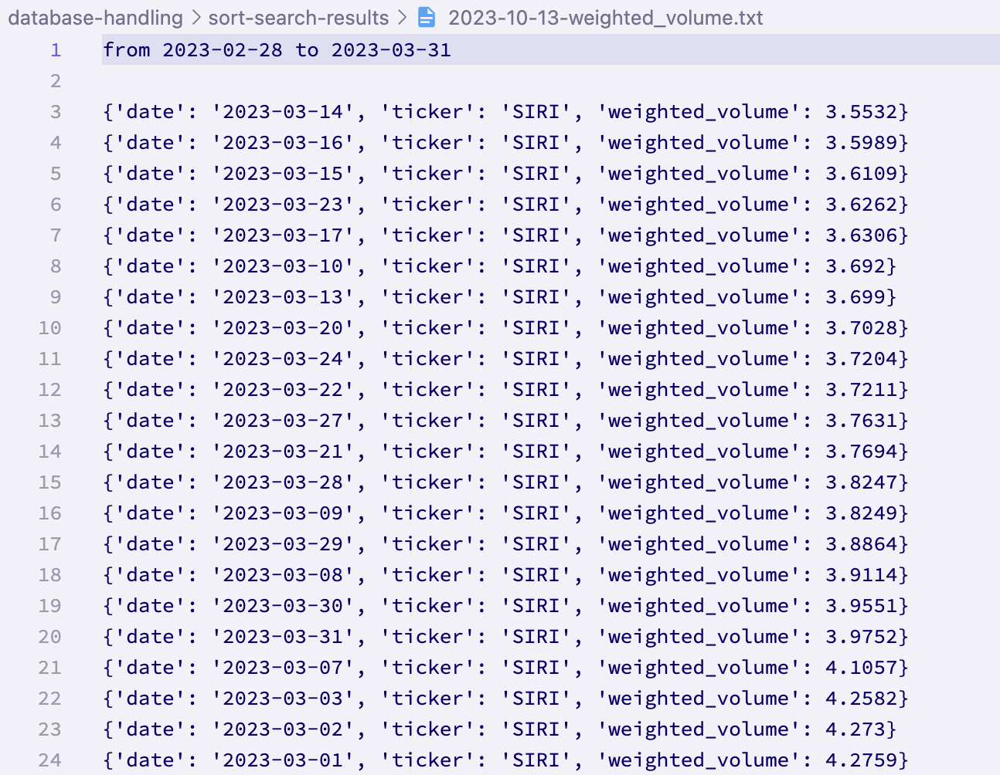 database-handling > sort-search-results > 2023-10-13-weighted_volume.txt
1 from 2023-02-28 to 2023-03-31
2
3 {'date': '2023-03-14', 'ticker': 'SIRI', 'weighted_volume': 3.5532}
4 {'date': '2023-03-16', 'ticker': 'SIRI', 'weighted_volume': 3.5989}
5 {'date': '2023-03-15', 'ticker': 'SIRI', 'weighted_volume': 3.6109}
6 {'date': '2023-03-23', 'ticker': 'SIRI', 'weighted_volume': 3.6262}
7 {'date': '2023-03-17', 'ticker': 'SIRI', 'weighted_volume': 3.6306}
8 {'date': '2023-03-10', 'ticker': 'SIRI', 'weighted_volume': 3.692}
9 {'date': '2023-03-13', 'ticker': 'SIRI', 'weighted_volume': 3.699}
10 {'date': '2023-03-20', 'ticker': 'SIRI', 'weighted_volume': 3.7028}
11 {'date': '2023-03-24', 'ticker': 'SIRI', 'weighted_volume': 3.7204}
12 {'date': '2023-03-22', 'ticker': 'SIRI', 'weighted_volume': 3.7211}
13 {'date': '2023-03-27', 'ticker': 'SIRI', 'weighted_volume': 3.7631}
14 {'date': '2023-03-21', 'ticker': 'SIRI', 'weighted_volume': 3.7694}
15 {'date': '2023-03-28', 'ticker': 'SIRI', 'weighted_volume': 3.8247}
16 {'date': '2023-03-09', 'ticker': 'SIRI', 'weighted_volume': 3.8249}
17 {'date': '2023-03-29', 'ticker': 'SIRI', 'weighted_volume': 3.8864}
18 {'date': '2023-03-08', 'ticker': 'SIRI', 'weighted_volume': 3.9114}
19 {'date': '2023-03-30', 'ticker': 'SIRI', 'weighted_volume': 3.9551}
20 {'date': '2023-03-31', 'ticker': 'SIRI', 'weighted_volume': 3.9752}
21 {'date': '2023-03-07', 'ticker': 'SIRI', 'weighted_volume': 4.1057}
22 {'date': '2023-03-03', 'ticker': 'SIRI', 'weighted_volume': 4.2582}
23 {'date': '2023-03-02', 'ticker': 'SIRI', 'weighted_volume': 4.273}
24 {'date': '2023-03-01', 'ticker': 'SIRI', 'weighted_volume': 4.2759}